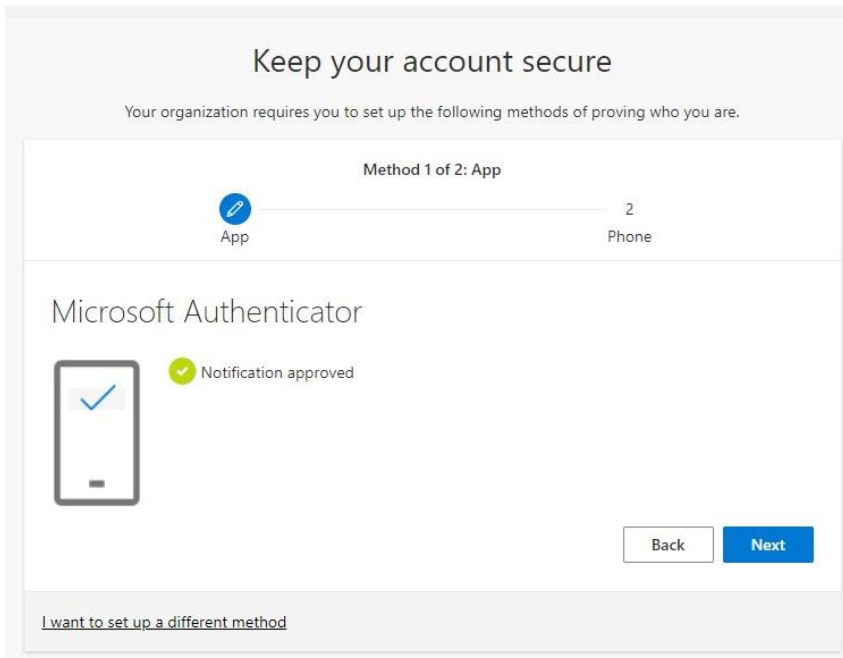 Keep your account secure
Your organization requires you to set up the following methods of proving who you are.
Method 1 of 2: App
2
App
Phone
Microsoft Authenticator
Notification approved
Back
Next
I want to set up a different method